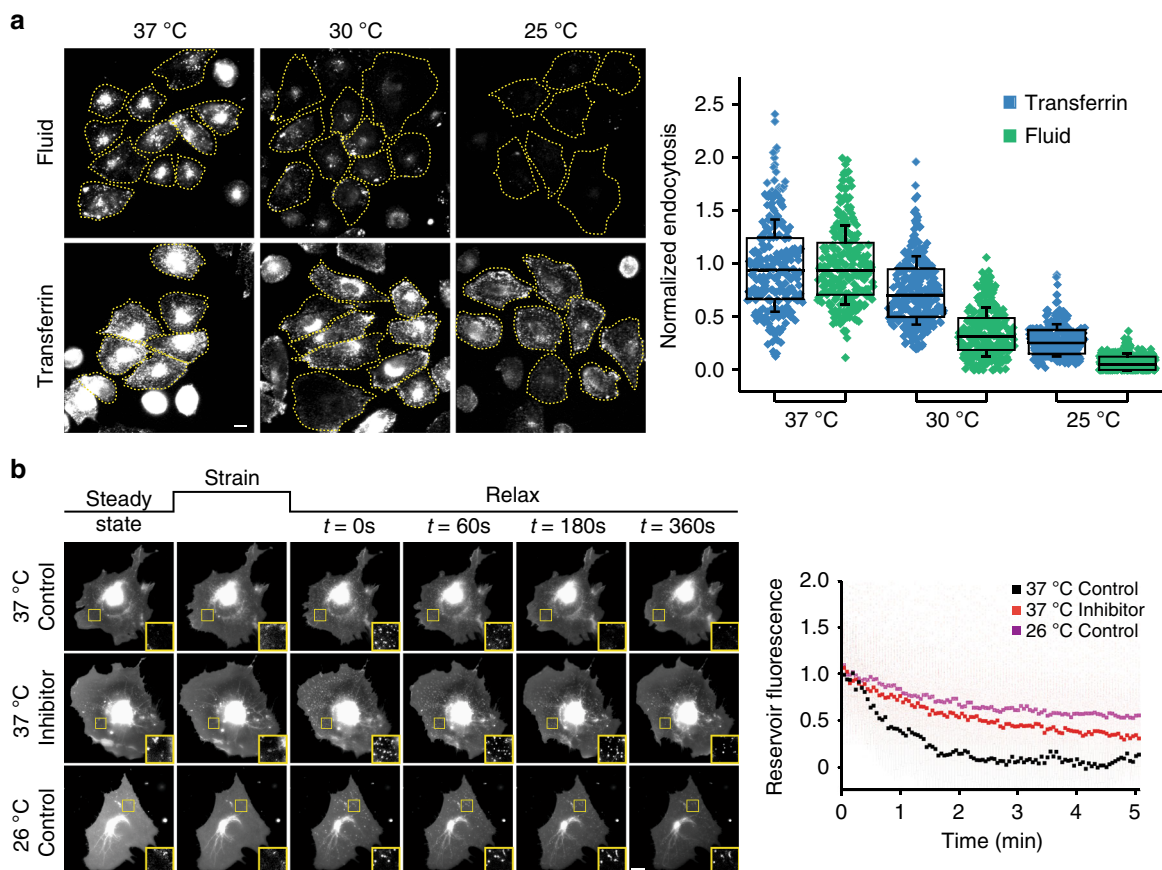 a
37 °C
30 °C
25 °C
Fluid
Transferrin
Normalized endocytosis
2.5
2.0
1.5
1.0
0.5
0.0
Transferrin
Fluid
37 °C
30 °C
25 °C
b
Steady
state
Strain
Relax
t = 0s
t = 60s
t = 180s
t = 360s
37 °C
Control
37 °C
Inhibitor
26 °C
Control
Reservoir fluorescence
2.0
1.5
1.0
0.5
0
37 °C Control
37 °C Inhibitor
26 °C Control
0
1
2
3
4
5
Time (min)